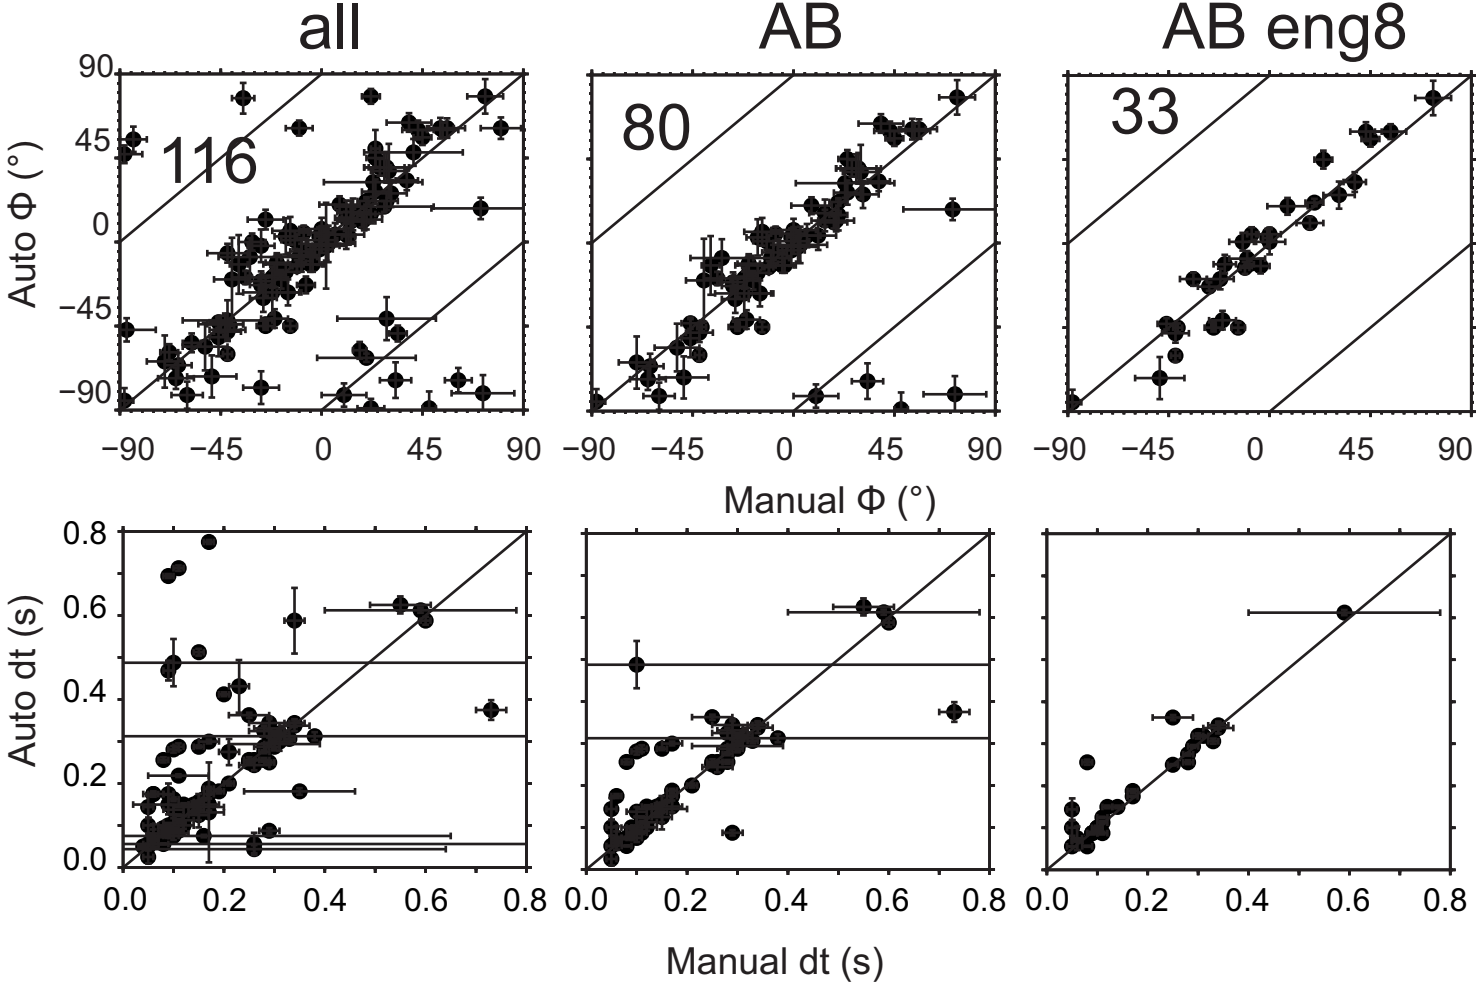 all AB AB eng8
90
45
0
−45
−90
Auto Φ (°)
116 80 33
−90 −45 0 45 90 −90 −45 0 45 90 −90 −45 0 45 90
Manual Φ (°)
0.8
0.6
0.4
0.2
0.0
Auto dt (s)
0.0 0.2 0.4 0.6 0.8 0.0 0.2 0.4 0.6 0.8 0.0 0.2 0.4 0.6 0.8
Manual dt (s)